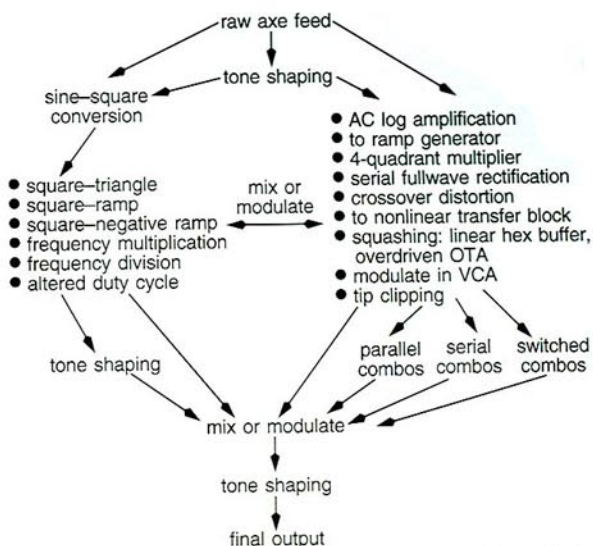 raw axe feed
tone shaping
sine–square
conversion
● AC log amplification
● to ramp generator
● 4-quadrant multiplier
● serial fullwave rectification
● crossover distortion
● to nonlinear transfer block
● squashing: linear hex buffer,
overdriven OTA
● modulate in VCA
● tip clipping
● square–triangle
● square–ramp
● square–negative ramp
● frequency multiplication
● frequency division
● altered duty cycle
mix or
modulate
tone shaping
parallel
combos
serial
combos
switched
combos
mix or modulate
tone shaping
final output